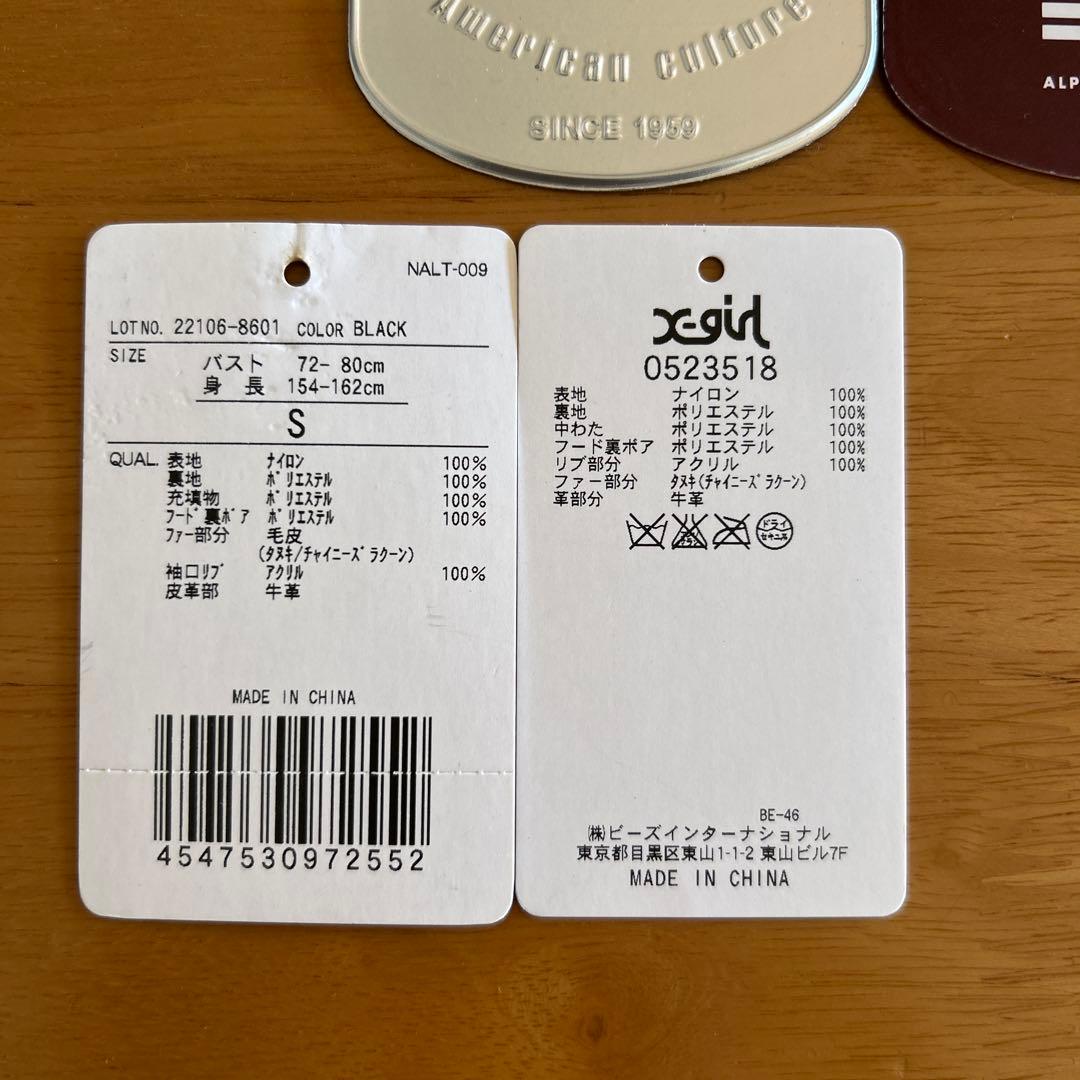 American culture
SINCE 1959
ALP
NALT-009
LOT NO. 22106-8601 COLOR BLACK
SIZE
バスト 72- 80cm
身 長 154-162cm
S
QUAL. 表地 ナイロン 100%
裏地 ポリエステル 100%
充填物 ポリエステル 100%
フード裏ボア ポリエステル 100%
ファー部分 毛皮
(タヌキ/チャイニーズラクーン)
袖口リブ アクリル 100%
皮革部 牛革
MADE IN CHINA
4547530972552
X-girl
0523518
表地 ナイロン 100%
裏地 ポリエステル 100%
中わた ポリエステル 100%
フード裏ボア ポリエステル 100%
リブ部分 アクリル 100%
ファー部分 タヌキ(チャイニーズラクーン)
革部分 牛革
ドライ
セキユ系
BE-46
㈱ビーズインターナショナル
東京都目黒区東山1-1-2 東山ビル7F
MADE IN CHINA